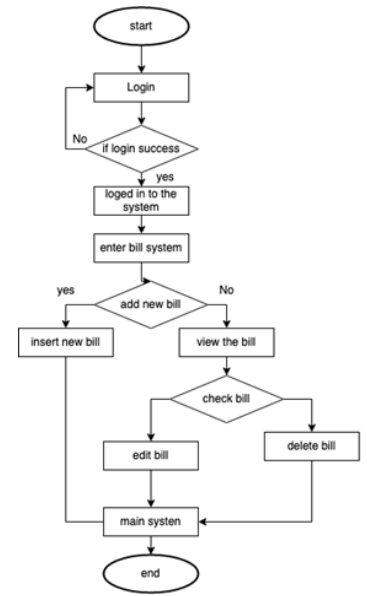 start
Login
No
if login success
yes
loged in to the
system
enter bill system
yes
No
add new bill
insert new bill
view the bill
check bill
edit bill
delete bill
main systen
end